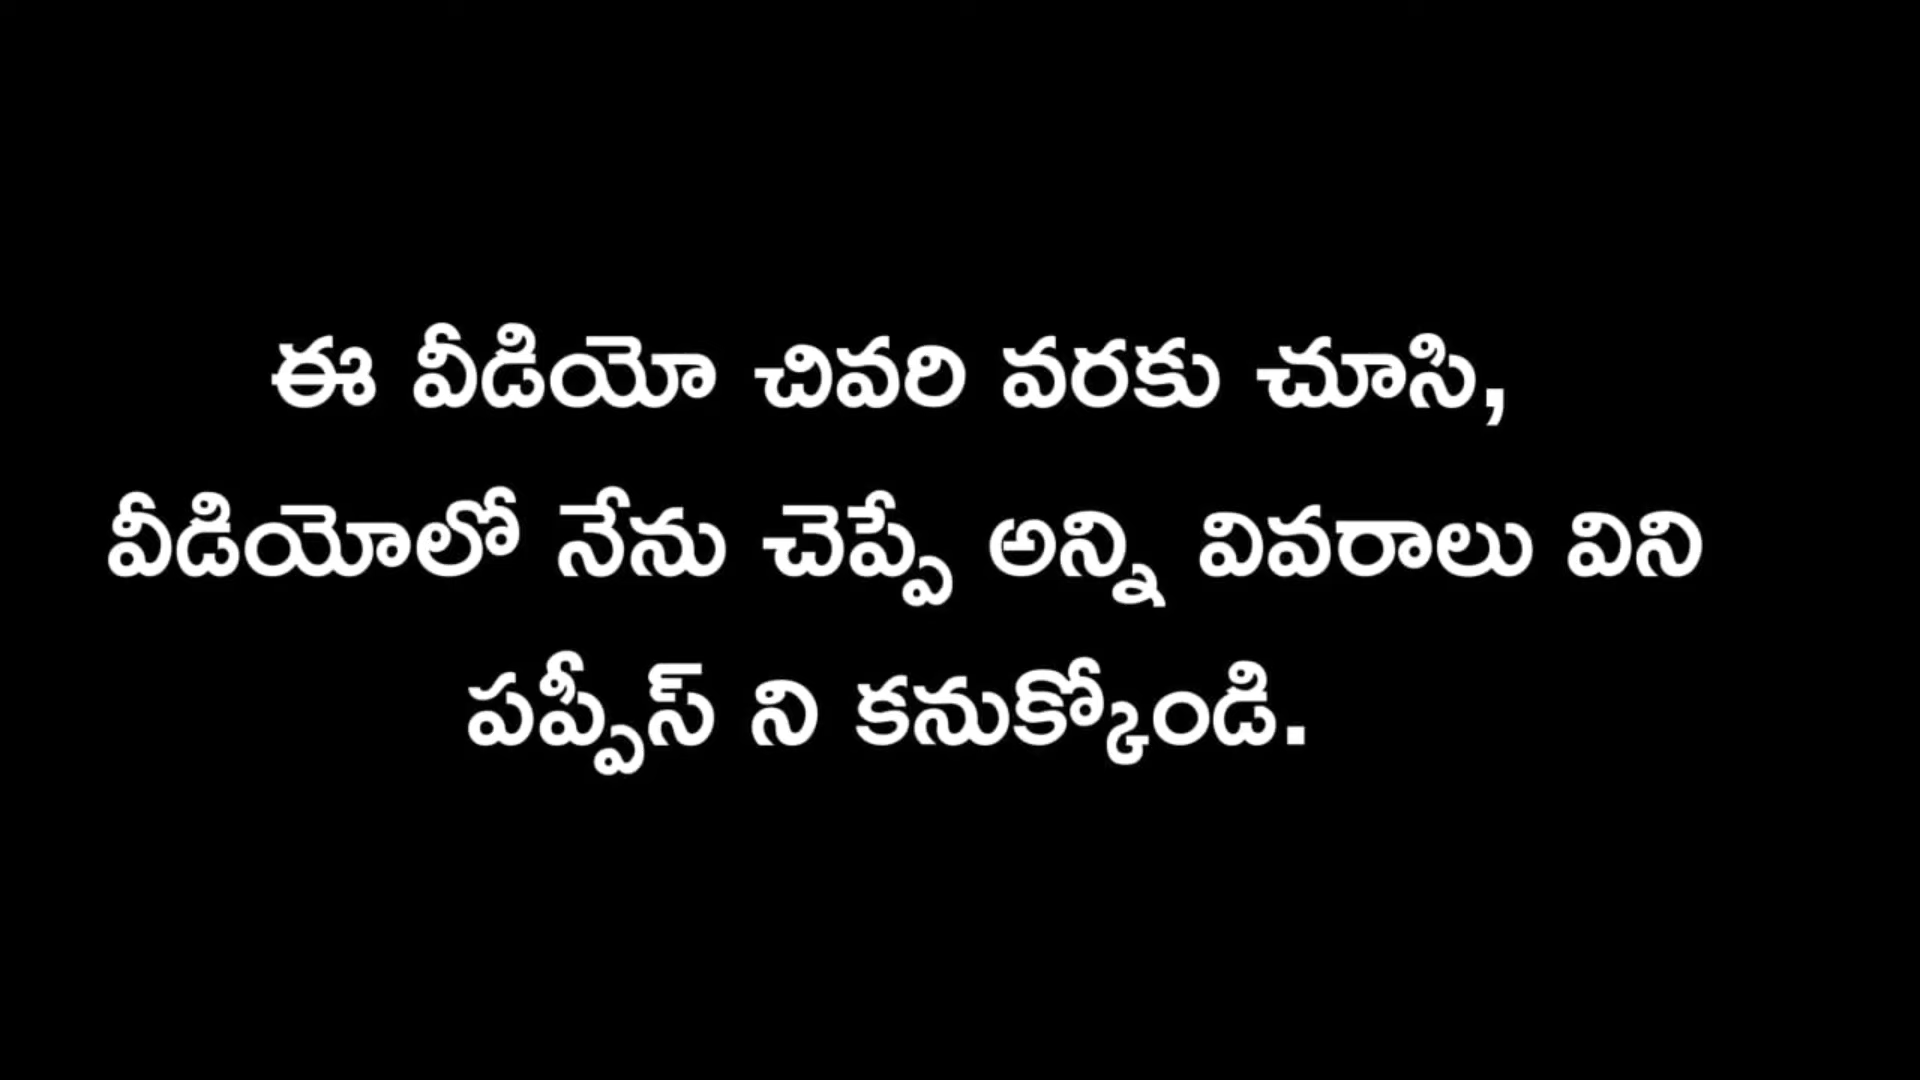 ఈ వీడియో చివరి వరకు చూసి,
వీడియోలో నేను చెప్పే అన్ని వివరాలు విని
పప్పీస్ ని కనుక్కోండి.